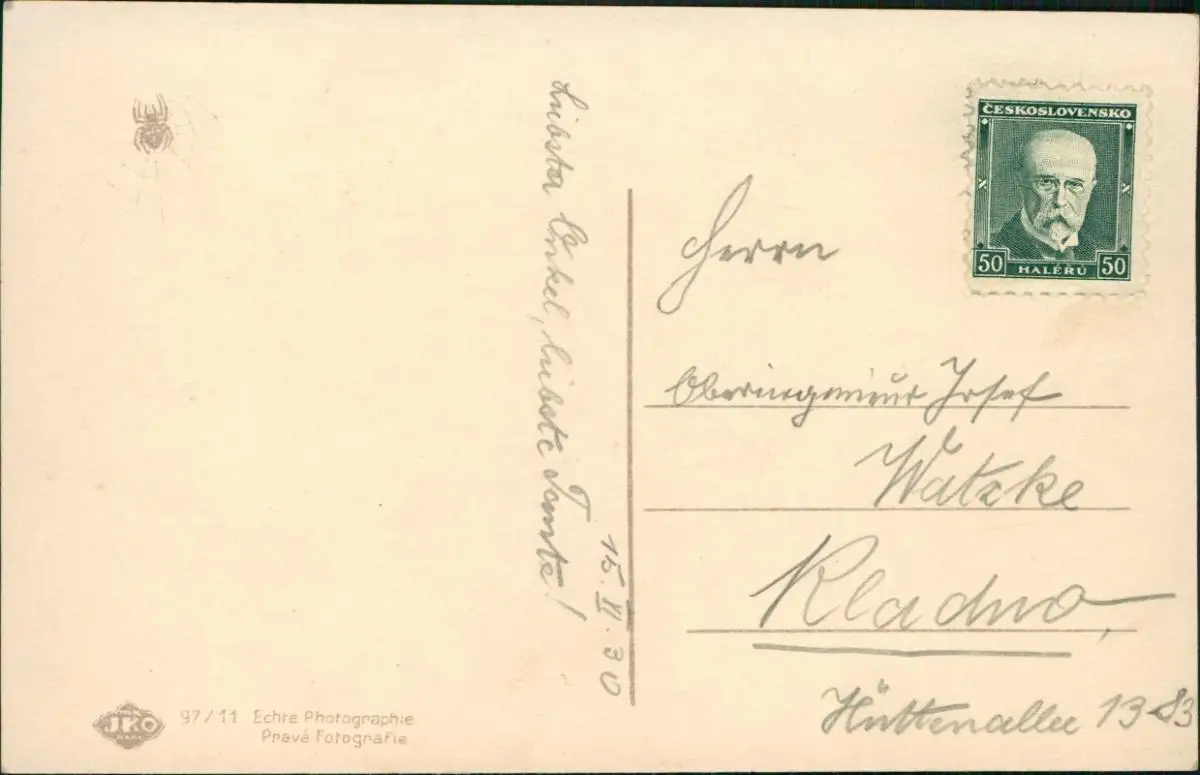 Liebster Onkel, liebste Tante!
15. VI. 30
ČESKOSLOVENSKO
50 HALÉŘŮ 50
Herrn
Oberingenieur Josef
Watzke
Kladno,
Hüttenallee 1383
JKO
97/11 Echte Photographie
Pravá Fotografie